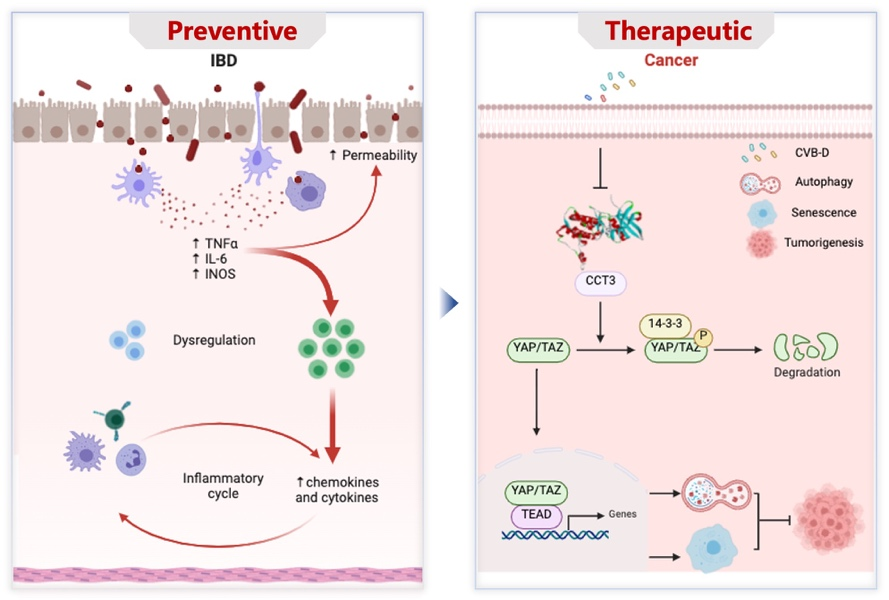 Preventive
IBD
↑ Permeability
↑ TNFα
↑ IL-6
↑ INOS
Dysregulation
Inflammatory
cycle
↑ chemokines
and cytokines
Therapeutic
Cancer
CVB-D
Autophagy
Senescence
Tumorigenesis
CCT3
14-3-3
P
YAP/TAZ
YAP/TAZ
Degradation
YAP/TAZ
TEAD
Genes